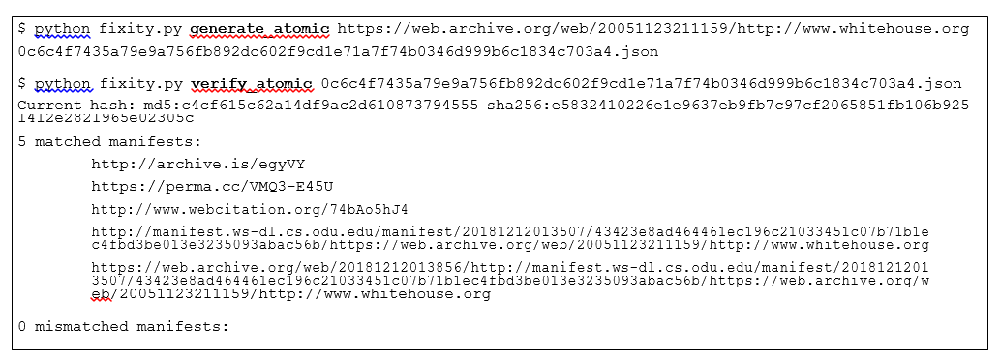 $ python fixity.py generate_atomic https://web.archive.org/web/20051123211159/http://www.whitehouse.org
0c6c4f7435a79e9a756fb892dc602f9cd1e71a7f74b0346d999b6c1834c703a4.json
$ python fixity.py verify_atomic 0c6c4f7435a79e9a756fb892dc602f9cd1e71a7f74b0346d999b6c1834c703a4.json
Current hash: md5:c4cf615c62a14df9ac2d610873794555 sha256:e5832410226e1e9637eb9fb7c97cf2065851fb106b925
1412e2821965e02305c
5 matched manifests:
http://archive.is/egyVY
https://perma.cc/VMQ3-E45U
http://www.webcitation.org/74bAo5hJ4
http://manifest.ws-dl.cs.odu.edu/manifest/20181212013507/43423e8ad464461ec196c21033451c07b71b1e
c4fbd3be013e3235093abac56b/https://web.archive.org/web/20051123211159/http://www.whitehouse.org
https://web.archive.org/web/20181212013856/http://manifest.ws-dl.cs.odu.edu/manifest/2018121201
3507/43423e8ad464461ec196c21033451c07b71b1ec4fbd3be013e3235093abac56b/https://web.archive.org/w
eb/20051123211159/http://www.whitehouse.org
0 mismatched manifests: